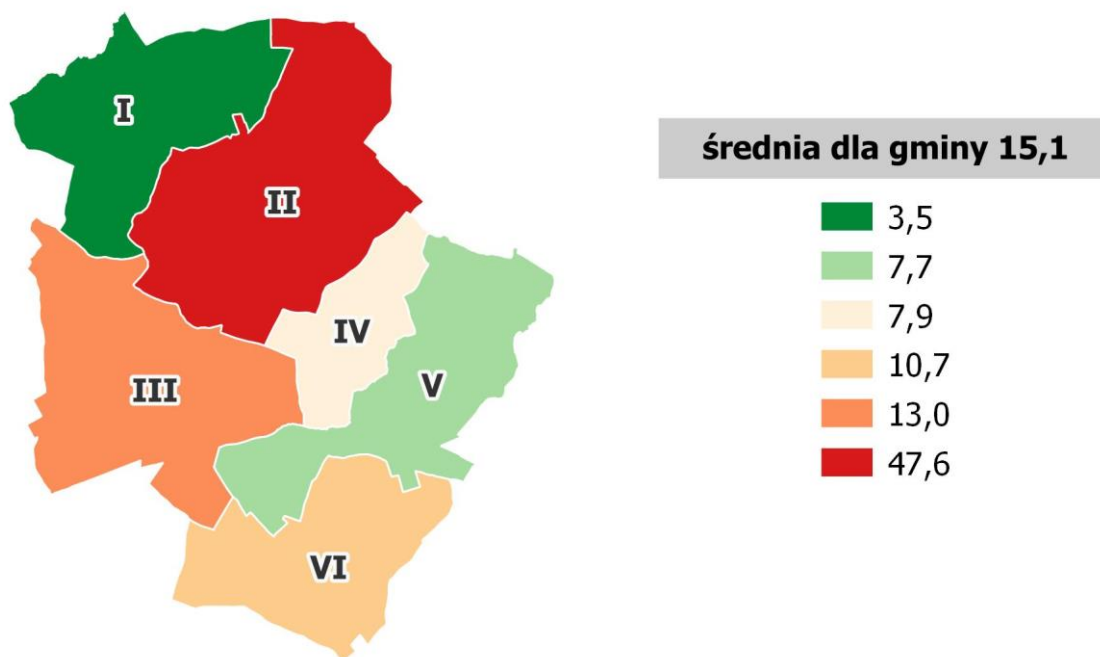 I
II
III
IV
V
VI
średnia dla gminy 15,1
3,5
7,7
7,9
10,7
13,0
47,6